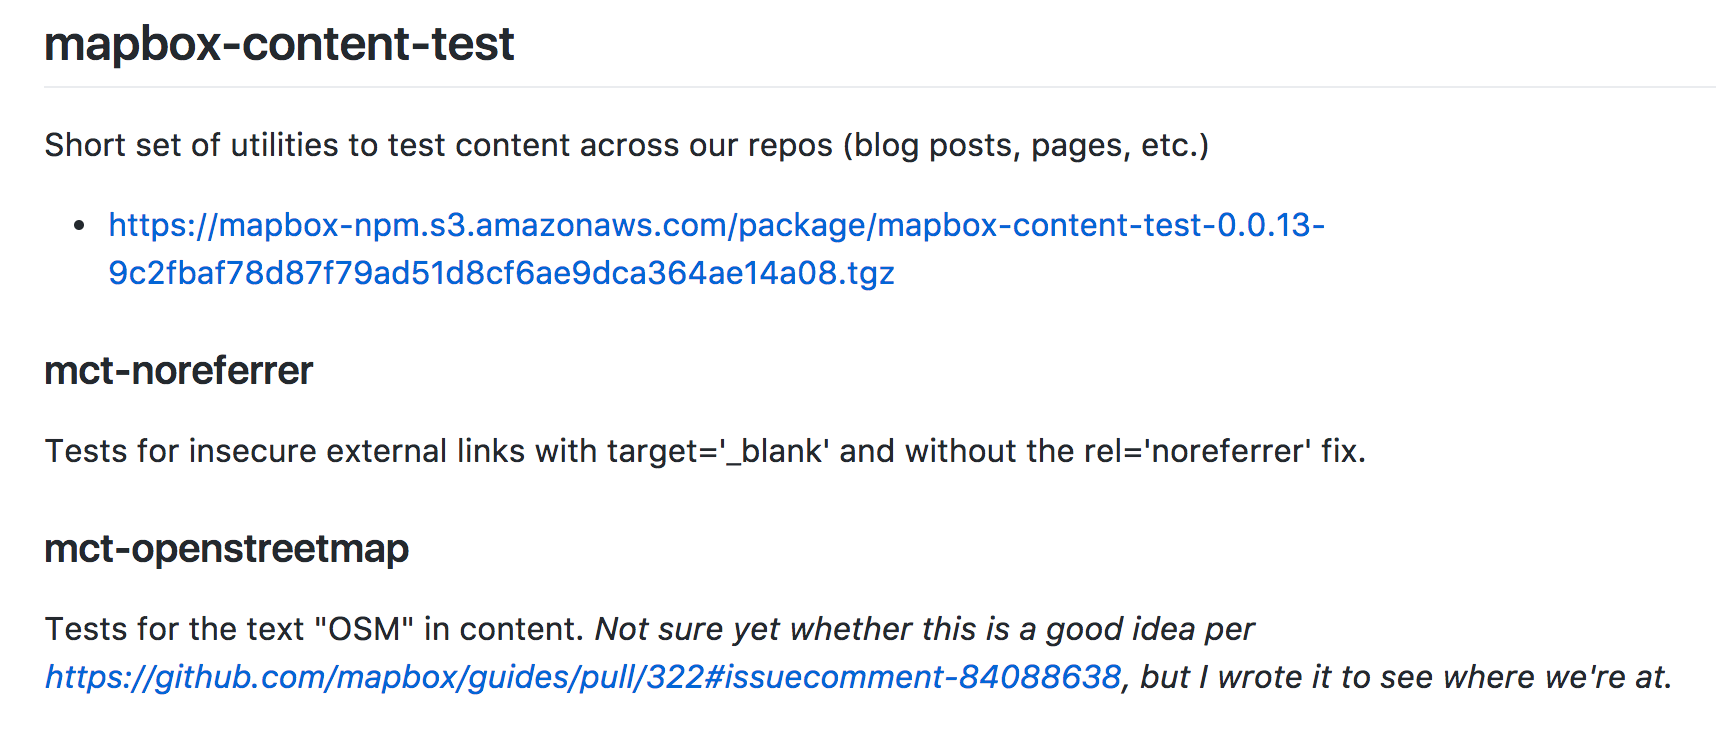 mapbox-content-test
Short set of utilities to test content across our repos (blog posts, pages, etc.)
• https://mapbox-npm.s3.amazonaws.com/package/mapbox-content-test-0.0.13-
9c2fbaf78d87f79ad51d8cf6ae9dca364ae14a08.tgz
mct-noreferrer
Tests for insecure external links with target='_blank' and without the rel='noreferrer' fix.
mct-openstreetmap
Tests for the text "OSM" in content. Not sure yet whether this is a good idea per
https://github.com/mapbox/guides/pull/322#issuecomment-84088638, but I wrote it to see where we're at.